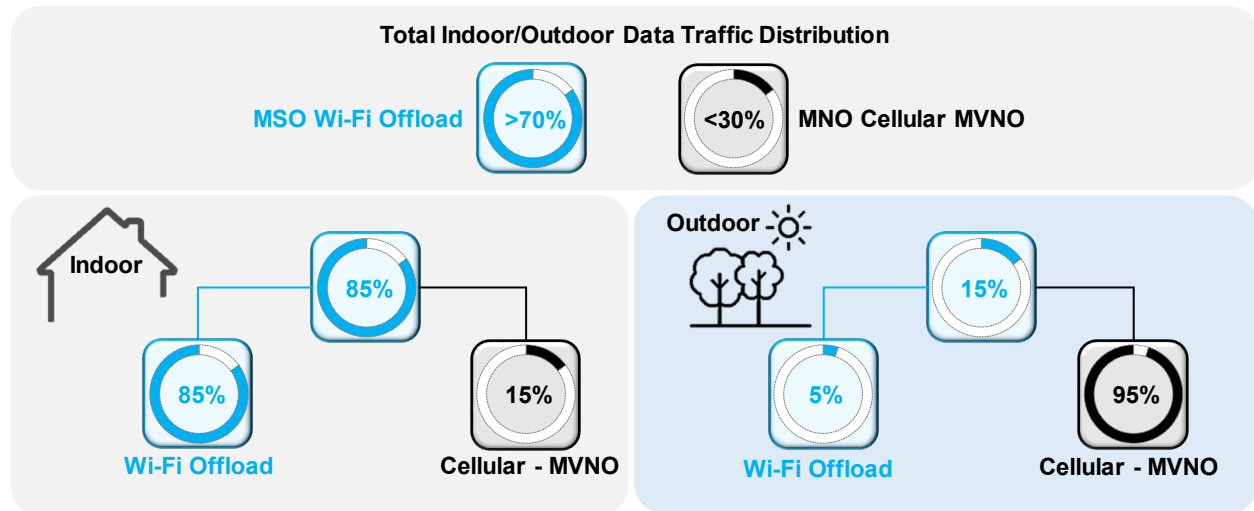 Total Indoor/Outdoor Data Traffic Distribution
MSO Wi-Fi Offload >70% <30% MNO Cellular MVNO
Indoor
85%
85% 15%
Wi-Fi Offload Cellular - MVNO
Outdoor
15%
5% 95%
Wi-Fi Offload Cellular - MVNO